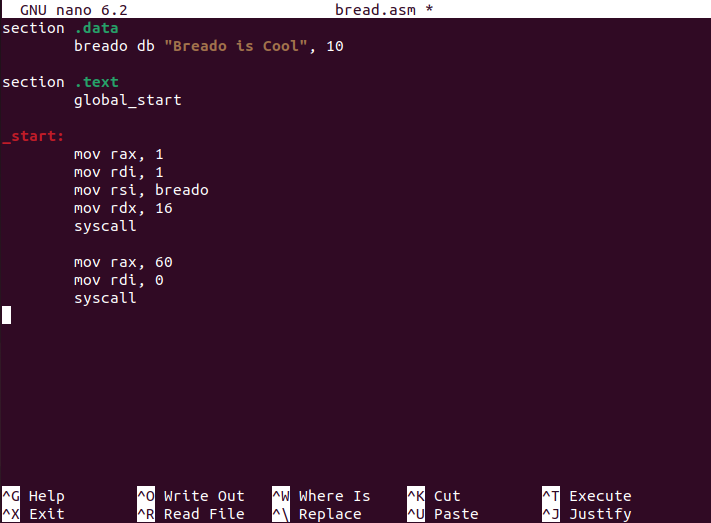 GNU nano 6.2 bread.asm *
section .data
breado db "Breado is Cool", 10
section .text
global_start
_start:
mov rax, 1
mov rdi, 1
mov rsi, breado
mov rdx, 16
syscall
mov rax, 60
mov rdi, 0
syscall
^G Help ^O Write Out ^W Where Is ^K Cut ^T Execute
^X Exit ^R Read File ^\ Replace ^U Paste ^J Justify